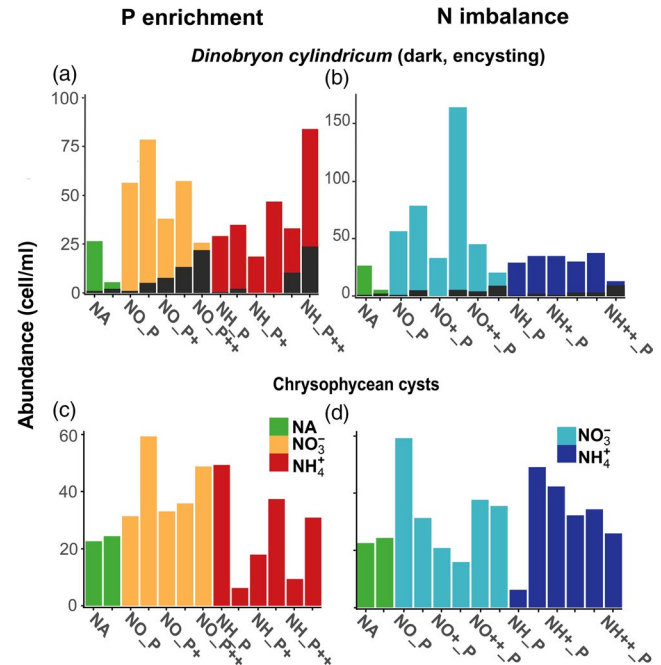 P enrichment
N imbalance
Dinobryon cylindricum (dark, encysting)
(a)
(b)
Abundance (cell/ml)
100
75
50
25
0
150
100
50
0
NA
NO_P
NO_P+
NO_P++
NH_P
NH_P+
NH_P++
NA
NO_P
NO+_P
NO++_P
NH_P
NH+_P
NH++_P
Chrysophycean cysts
(c)
(d)
60
40
20
0
NA
NO₃⁻
NH₄⁺
NO₃⁻
NH₄⁺
NA
NO_P
NO_P+
NO_P++
NH_P
NH_P+
NH_P++
NA
NO_P
NO+_P
NO++_P
NH_P
NH+_P
NH++_P